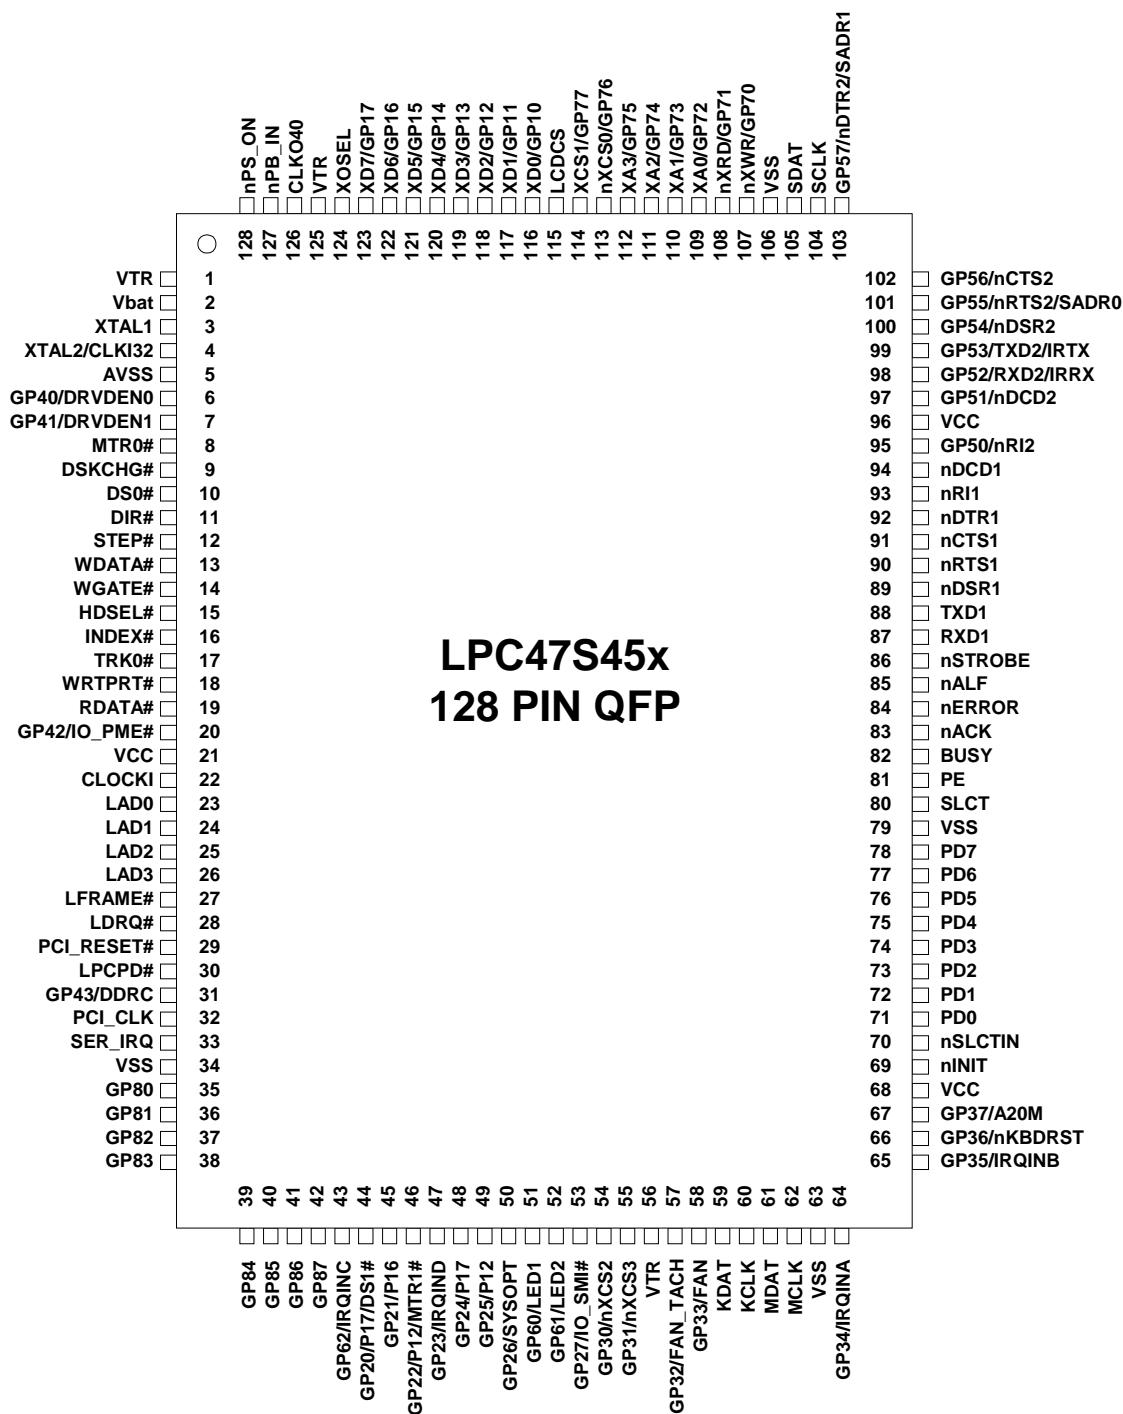 nPS_ON
nPB_IN
CLKO40
VTR
XOSEL
XD7/GP17
XD6/GP16
XD5/GP15
XD4/GP14
XD3/GP13
XD2/GP12
XD1/GP11
XD0/GP10
LCDCS
XCS1/GP77
nXCS0/GP76
XA3/GP75
XA2/GP74
XA1/GP73
XA0/GP72
nXRD/GP71
nXWR/GP70
VSS
SDAT
SCLK
GP57/nDTR2/SADR1
128
127
126
125
124
123
122
121
120
119
118
117
116
115
114
113
112
111
110
109
108
107
106
105
104
103
VTR 1
Vbat 2
XTAL1 3
XTAL2/CLKI32 4
AVSS 5
GP40/DRVDEN0 6
GP41/DRVDEN1 7
MTR0# 8
DSKCHG# 9
DS0# 10
DIR# 11
STEP# 12
WDATA# 13
WGATE# 14
HDSEL# 15
INDEX# 16
TRK0# 17
WRTPRT# 18
RDATA# 19
GP42/IO_PME# 20
VCC 21
CLOCKI 22
LAD0 23
LAD1 24
LAD2 25
LAD3 26
LFRAME# 27
LDRQ# 28
PCI_RESET# 29
LPCPD# 30
GP43/DDRC 31
PCI_CLK 32
SER_IRQ 33
VSS 34
GP80 35
GP81 36
GP82 37
GP83 38
LPC47S45x
128 PIN QFP
102 GP56/nCTS2
101 GP55/nRTS2/SADR0
100 GP54/nDSR2
99 GP53/TXD2/IRTX
98 GP52/RXD2/IRRX
97 GP51/nDCD2
96 VCC
95 GP50/nRI2
94 nDCD1
93 nRI1
92 nDTR1
91 nCTS1
90 nRTS1
89 nDSR1
88 TXD1
87 RXD1
86 nSTROBE
85 nALF
84 nERROR
83 nACK
82 BUSY
81 PE
80 SLCT
79 VSS
78 PD7
77 PD6
76 PD5
75 PD4
74 PD3
73 PD2
72 PD1
71 PD0
70 nSLCTIN
69 nINIT
68 VCC
67 GP37/A20M
66 GP36/nKBDRST
65 GP35/IRQINB
39
40
41
42
43
44
45
46
47
48
49
50
51
52
53
54
55
56
57
58
59
60
61
62
63
64
GP84
GP85
GP86
GP87
GP62/IRQINC
GP20/P17/DS1#
GP21/P16
GP22/P12/MTR1#
GP23/IRQIND
GP24/P17
GP25/P12
GP26/SYSOPT
GP60/LED1
GP61/LED2
GP27/IO_SMI#
GP30/nXCS2
GP31/nXCS3
VTR
GP32/FAN_TACH
GP33/FAN
KDAT
KCLK
MDAT
MCLK
VSS
GP34/IRQINA